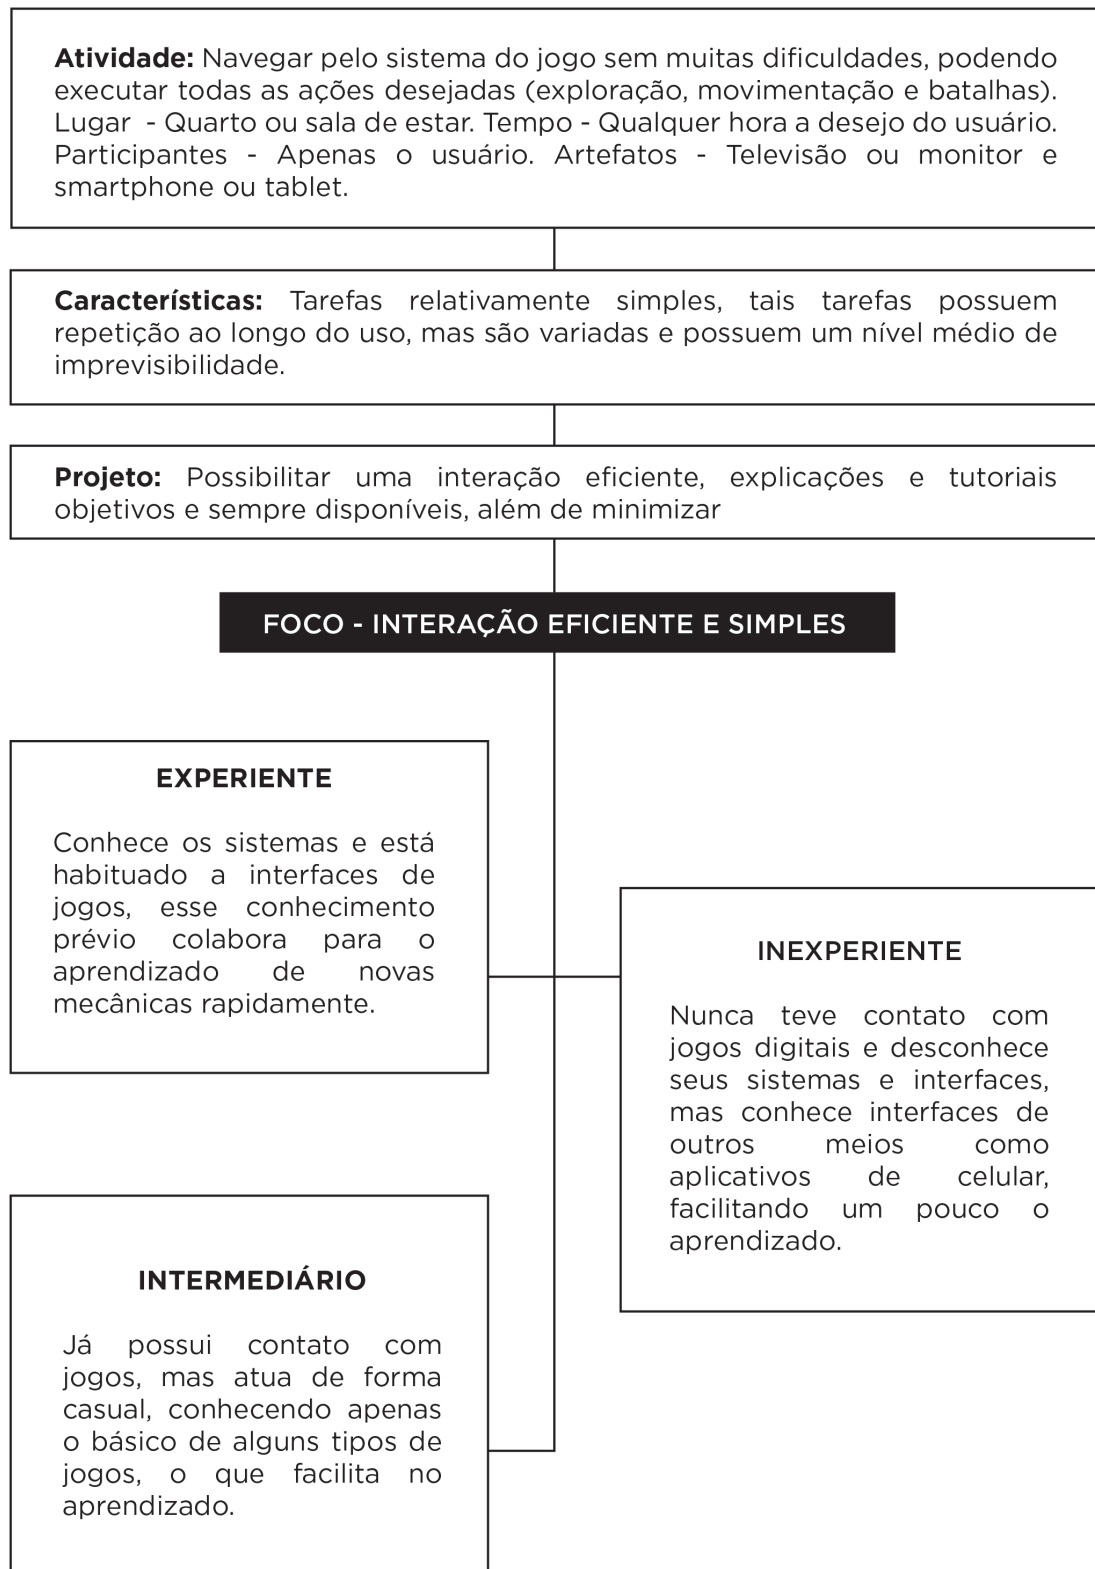 Atividade: Navegar pelo sistema do jogo sem muitas dificuldades, podendo
executar todas as ações desejadas (exploração, movimentação e batalhas).
Lugar - Quarto ou sala de estar. Tempo - Qualquer hora a desejo do usuário.
Participantes - Apenas o usuário. Artefatos - Televisão ou monitor e
smartphone ou tablet.
Características: Tarefas relativamente simples, tais tarefas possuem
repetição ao longo do uso, mas são variadas e possuem um nível médio de
imprevisibilidade.
Projeto: Possibilitar uma interação eficiente, explicações e tutoriais
objetivos e sempre disponíveis, além de minimizar
FOCO - INTERAÇÃO EFICIENTE E SIMPLES
EXPERIENTE
Conhece os sistemas e está
habituado a interfaces de
jogos, esse conhecimento
prévio colabora para o
aprendizado de novas
mecânicas rapidamente.
INEXPERIENTE
Nunca teve contato com
jogos digitais e desconhece
seus sistemas e interfaces,
mas conhece interfaces de
outros meios como
aplicativos de celular,
facilitando um pouco o
aprendizado.
INTERMEDIÁRIO
Já possui contato com
jogos, mas atua de forma
casual, conhecendo apenas
o básico de alguns tipos de
jogos, o que facilita no
aprendizado.